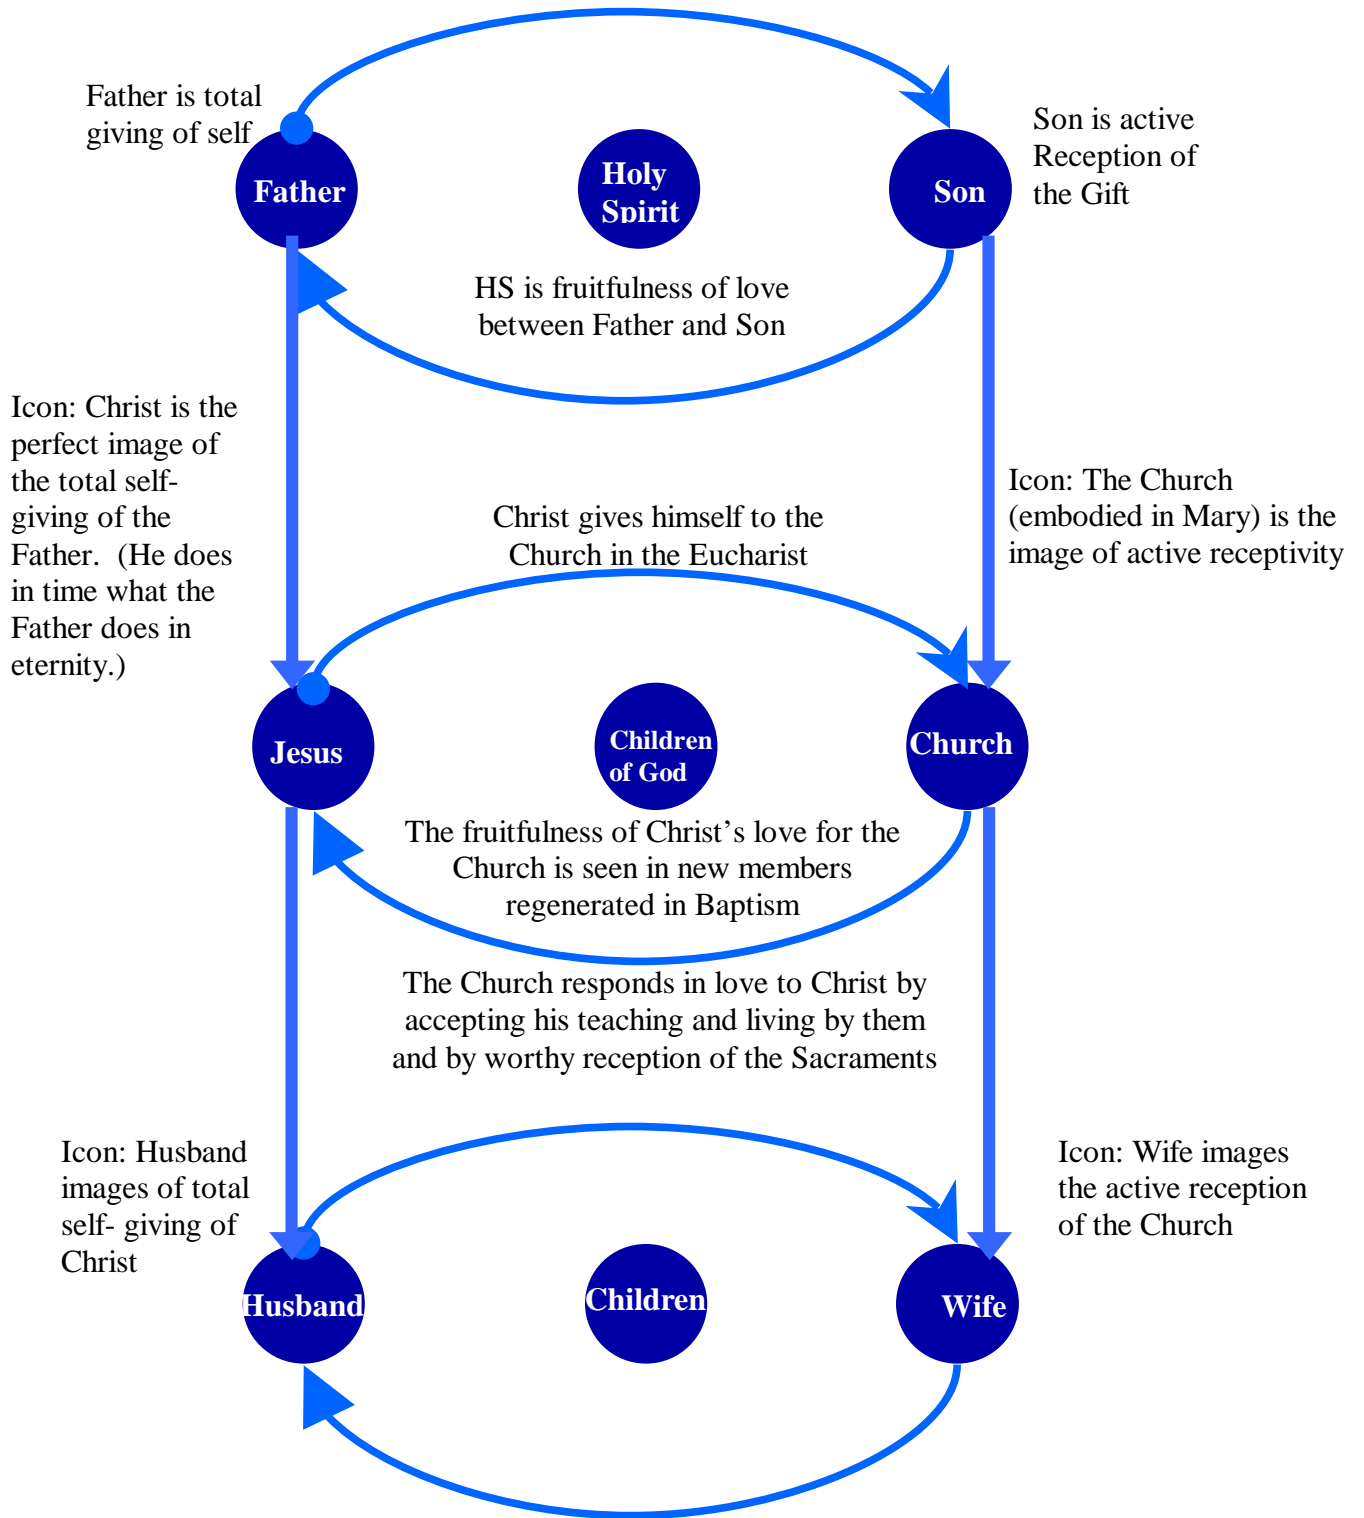 Father is total
giving of self
Son is active
Reception of
the Gift
Father
Holy
Spirit
Son
HS is fruitfulness of love
between Father and Son
Icon: Christ is the
perfect image of
the total self-
giving of the
Father.  (He does
in time what the
Father does in
eternity.)
Christ gives himself to the
Church in the Eucharist
Icon: The Church
(embodied in Mary) is the
image of active receptivity
Jesus
Children
of God
Church
The fruitfulness of Christ’s love for the
Church is seen in new members
regenerated in Baptism
The Church responds in love to Christ by
accepting his teaching and living by them
and by worthy reception of the Sacraments
Icon: Husband
images of total
self- giving of
Christ
Icon: Wife images
the active reception
of the Church
Husband
Children
Wife